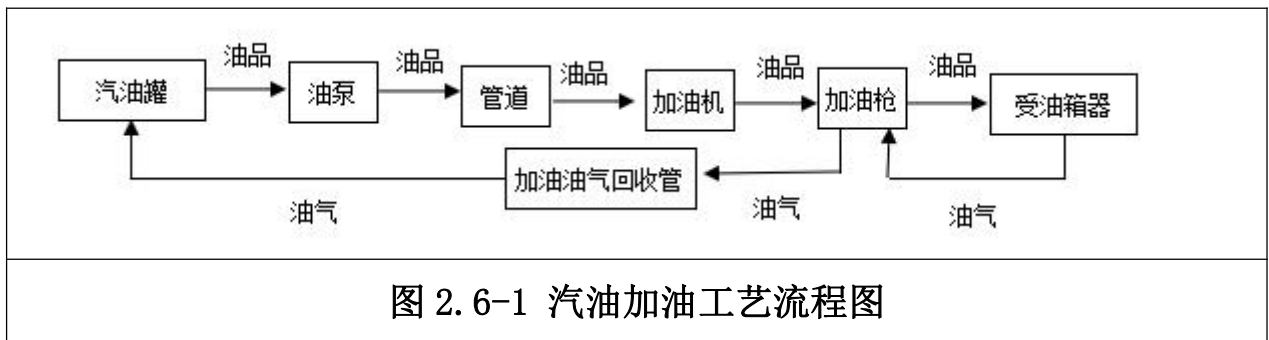 油品 油品 油品 油品 油品
汽油罐 油泵 管道 加油机 加油枪 受油箱器
加油油气回收管
油气 油气 油气
图 2.6-1 汽油加油工艺流程图